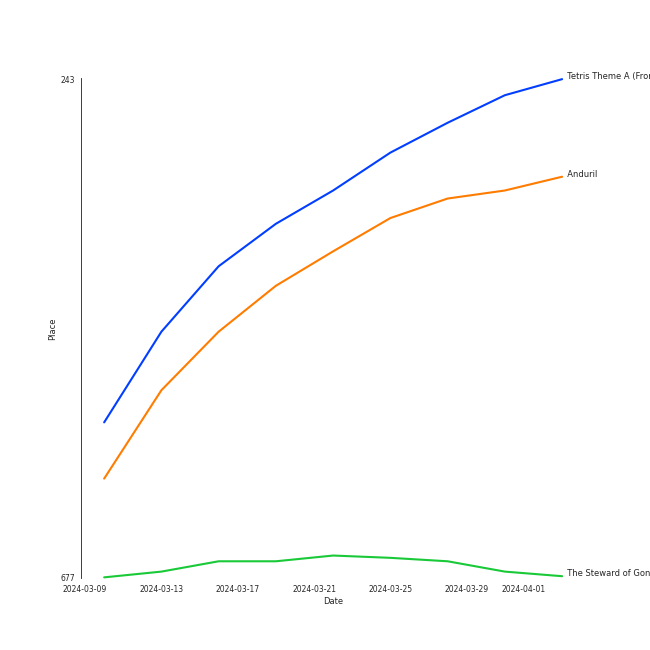 243
Tetris Theme A (Fro
Anduril
Place
The Steward of Gon
677
2024-03-09
2024-03-13
2024-03-17
2024-03-21
2024-03-25
2024-03-29
2024-04-01
Date